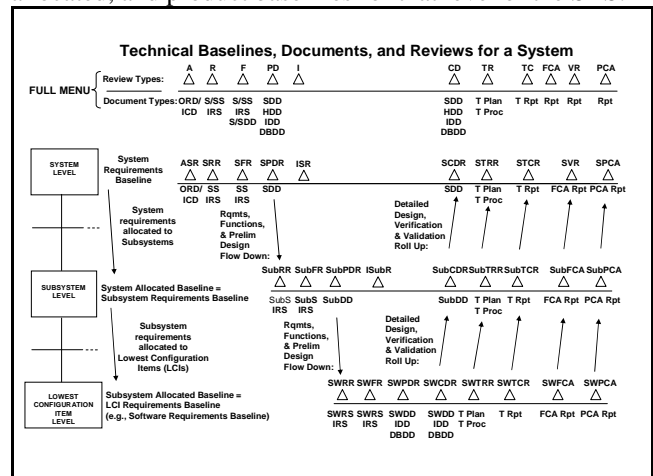 Technical Baselines, Documents, and Reviews for a System
A R F PD I CD TR TC FCA VR PCA
Review Types:
FULL MENU
Document Types: ORD/ S/SS S/SS SDD SDD T Plan T Rpt Rpt Rpt Rpt
ICD IRS IRS HDD HDD T Proc
S/SDD IDD IDD
DBDD DBDD
SYSTEM LEVEL
System Requirements Baseline
ASR SRR SFR SPDR ISR SCDR STRR STCR SVR SPCA
ORD/ SS SS SDD SDD T Plan T Rpt FCA Rpt PCA Rpt
ICD IRS IRS T Proc
System requirements allocated to Subsystems
Rqmts, Functions, & Prelim Design Flow Down:
Detailed Design, Verification & Validation Roll Up:
SubRR SubFR SubPDR ISubR SubCDR SubTRR SubTCR SubFCA SubPCA
SUBSYSTEM LEVEL
System Allocated Baseline =
Subsystem Requirements Baseline
SubS SubS SubDD SubDD T Plan T Rpt FCA Rpt PCA Rpt
IRS IRS T Proc
Subsystem requirements allocated to Lowest Configuration Items (LCIs)
Rqmts, Functions, & Prelim Design Flow Down:
Detailed Design, Verification & Validation Roll Up:
SWRR SWFR SWPDR SWCDR SWTRR SWTCR SWFCA SWPCA
LOWEST CONFIGURATION ITEM LEVEL
Subsystem Allocated Baseline =
LCI Requirements Baseline
(e.g., Software Requirements Baseline)
SWRS SWRS SWDD SWDD T Plan T Rpt FCA Rpt PCA Rpt
IRS IRS IDD IDD T Proc
DBDD DBDD